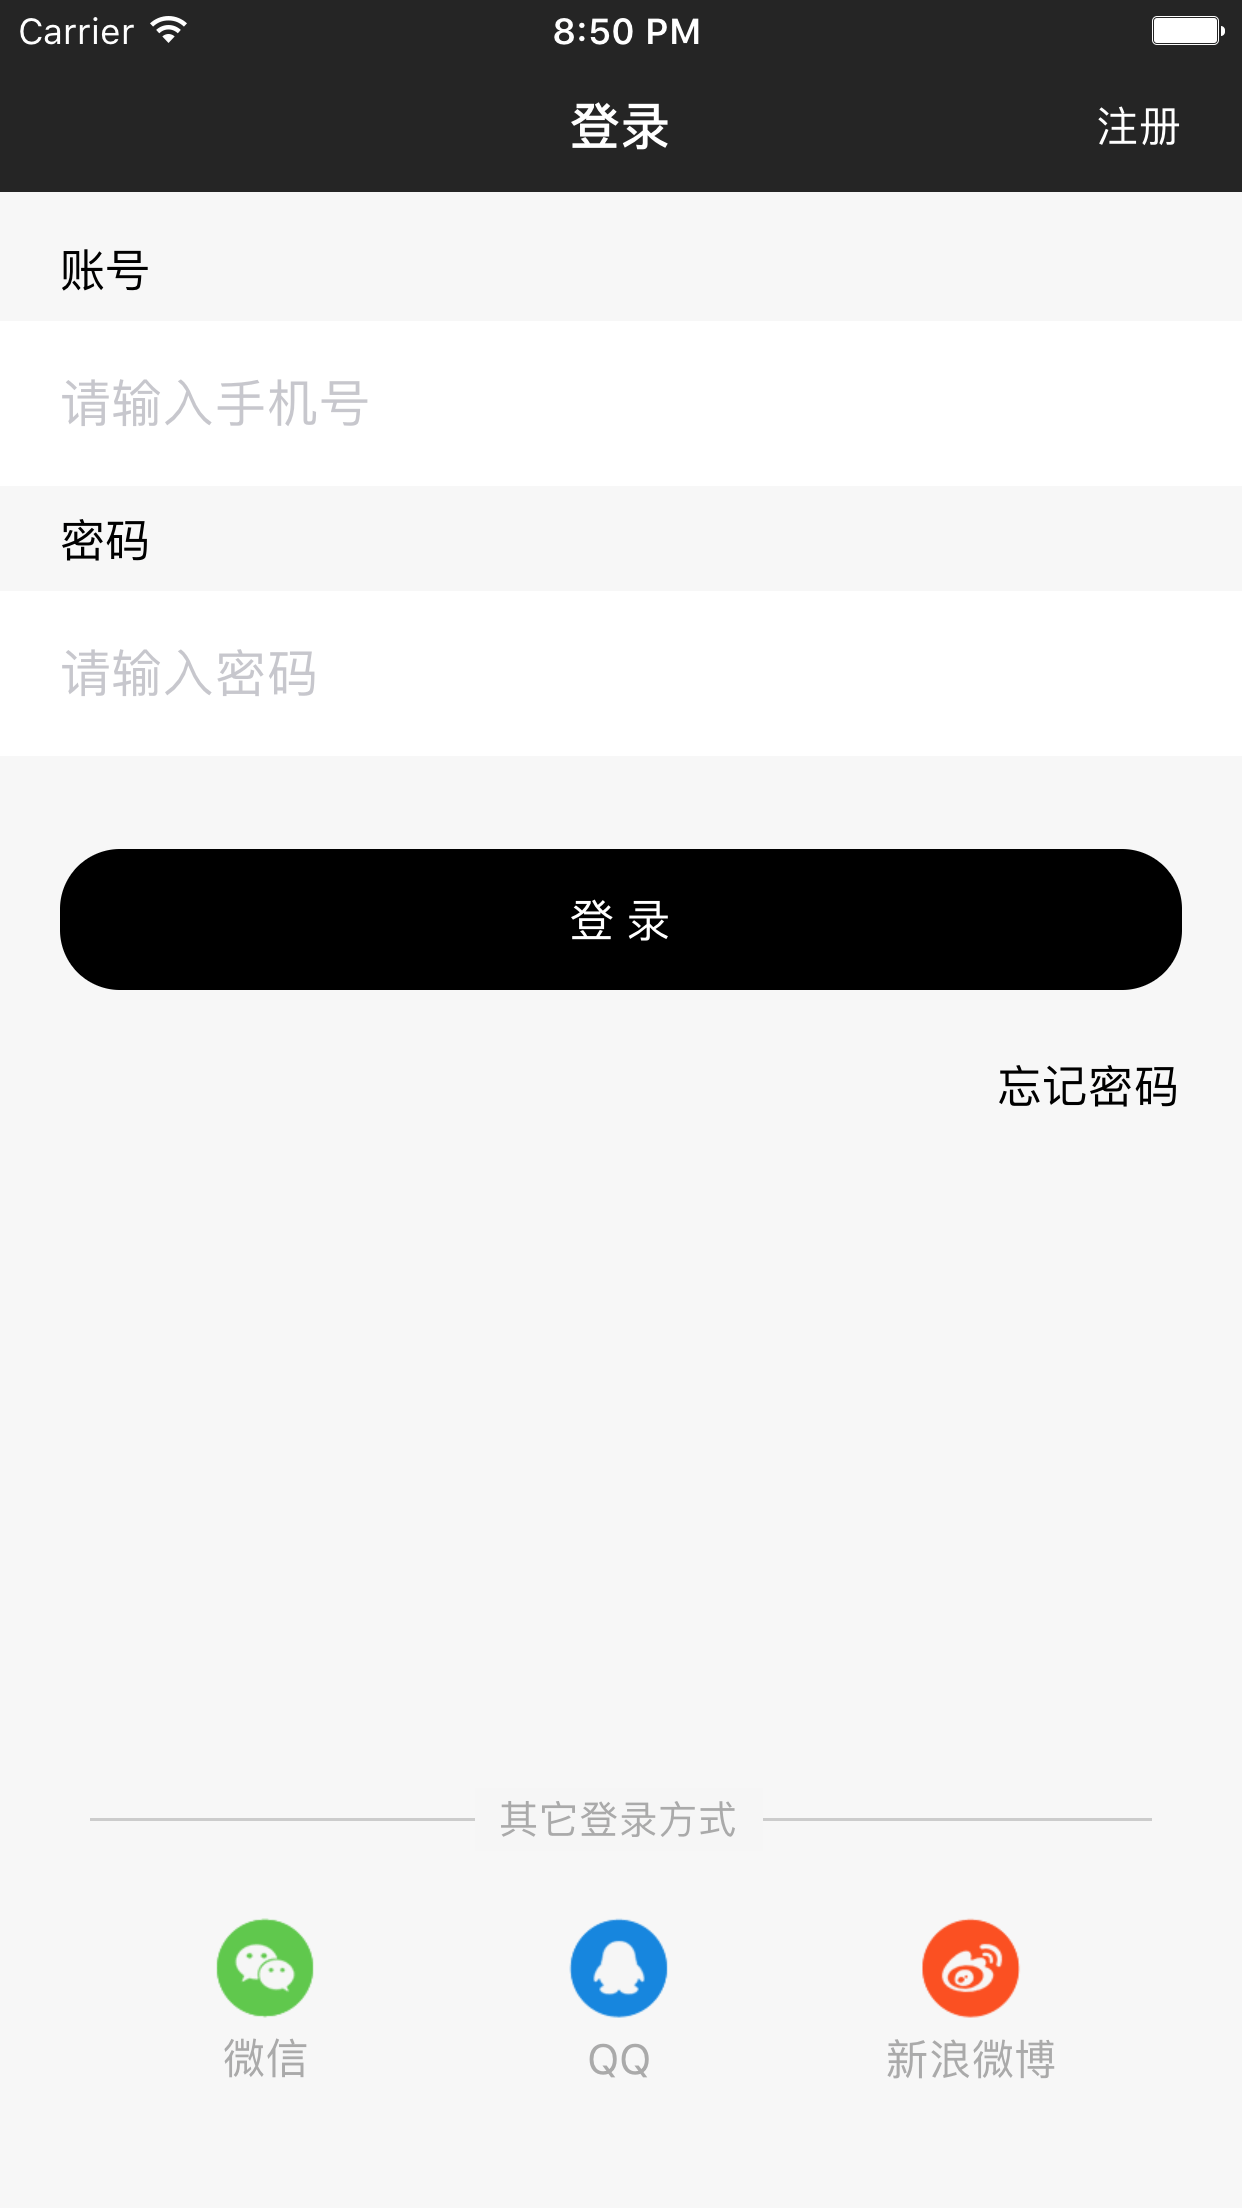 Carrier 8:50 PM
登录 注册
账号
请输入手机号
密码
请输入密码
登 录
忘记密码
其它登录方式
微信 QQ 新浪微博